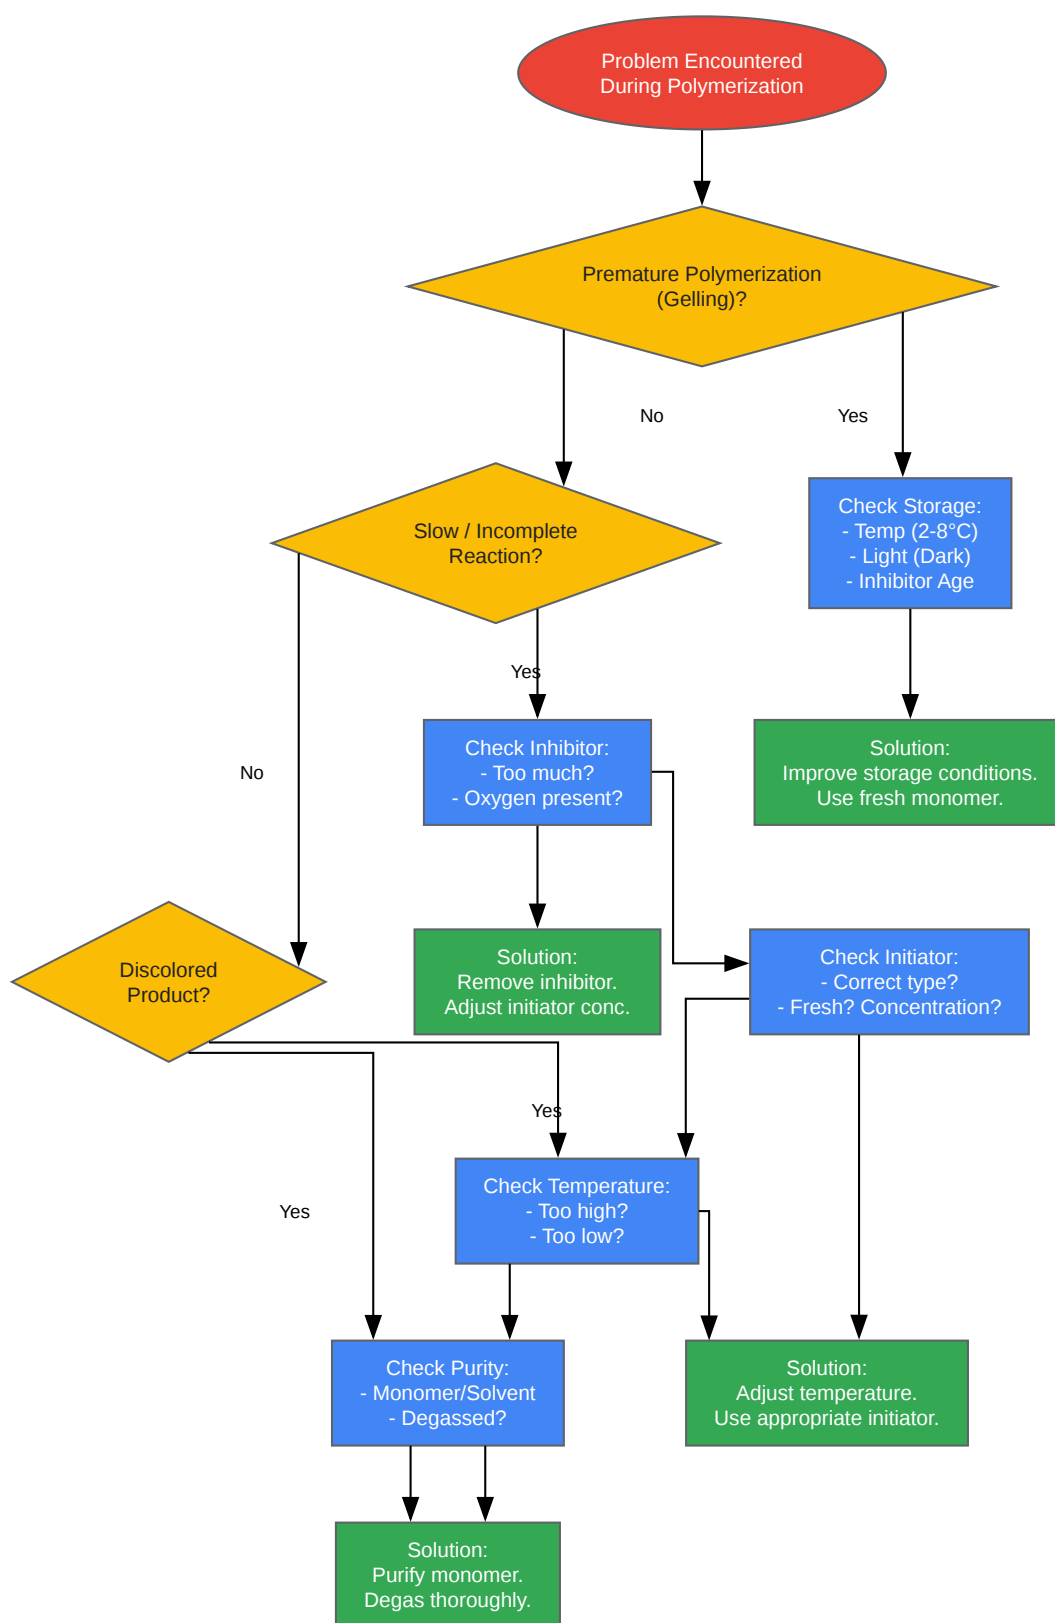 Problem Encountered
During Polymerization
Premature Polymerization
(Gelling)?
No
Yes
Slow / Incomplete
Reaction?
Check Storage:
- Temp (2-8°C)
- Light (Dark)
- Inhibitor Age
Yes
No
Check Inhibitor:
- Too much?
- Oxygen present?
Solution:
Improve storage conditions.
Use fresh monomer.
Discolored
Product?
Solution:
Remove inhibitor.
Adjust initiator conc.
Check Initiator:
- Correct type?
- Fresh? Concentration?
Yes
Yes
Check Temperature:
- Too high?
- Too low?
Check Purity:
- Monomer/Solvent
- Degassed?
Solution:
Adjust temperature.
Use appropriate initiator.
Solution:
Purify monomer.
Degas thoroughly.